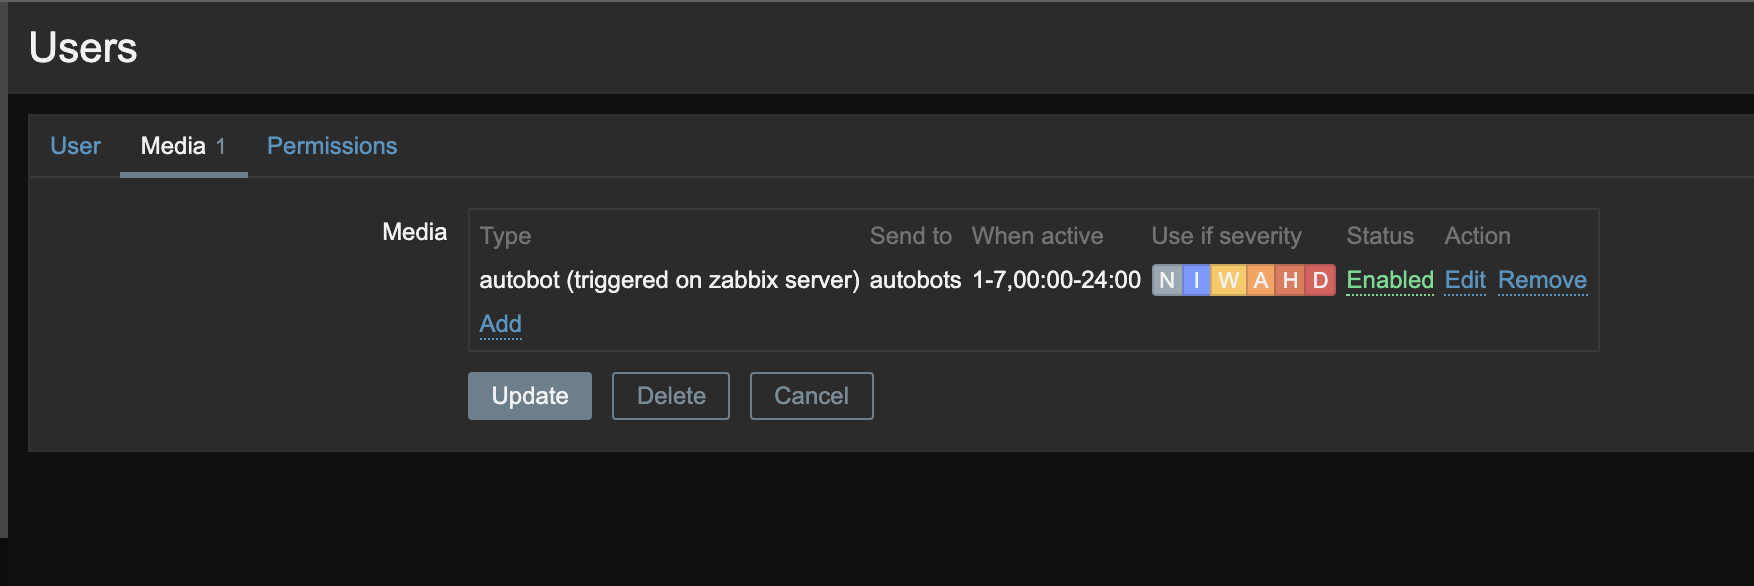 Users
User Media 1 Permissions
Media
Type Send to When active Use if severity Status Action
autobot (triggered on zabbix server) autobots 1-7,00:00-24:00 N I W A H D Enabled Edit Remove
Add
Update Delete Cancel